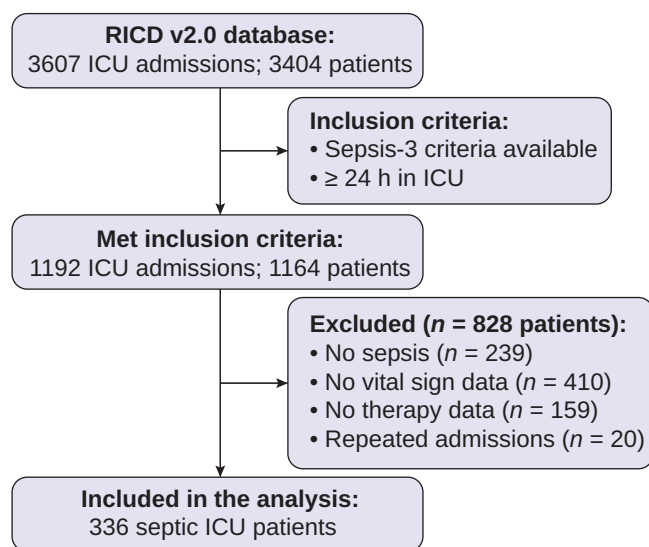 RICD v2.0 database:
3607 ICU admissions; 3404 patients
Inclusion criteria:
• Sepsis-3 criteria available
• ≥ 24 h in ICU
Met inclusion criteria:
1192 ICU admissions; 1164 patients
Excluded (n = 828 patients):
• No sepsis (n = 239)
• No vital sign data (n = 410)
• No therapy data (n = 159)
• Repeated admissions (n = 20)
Included in the analysis:
336 septic ICU patients